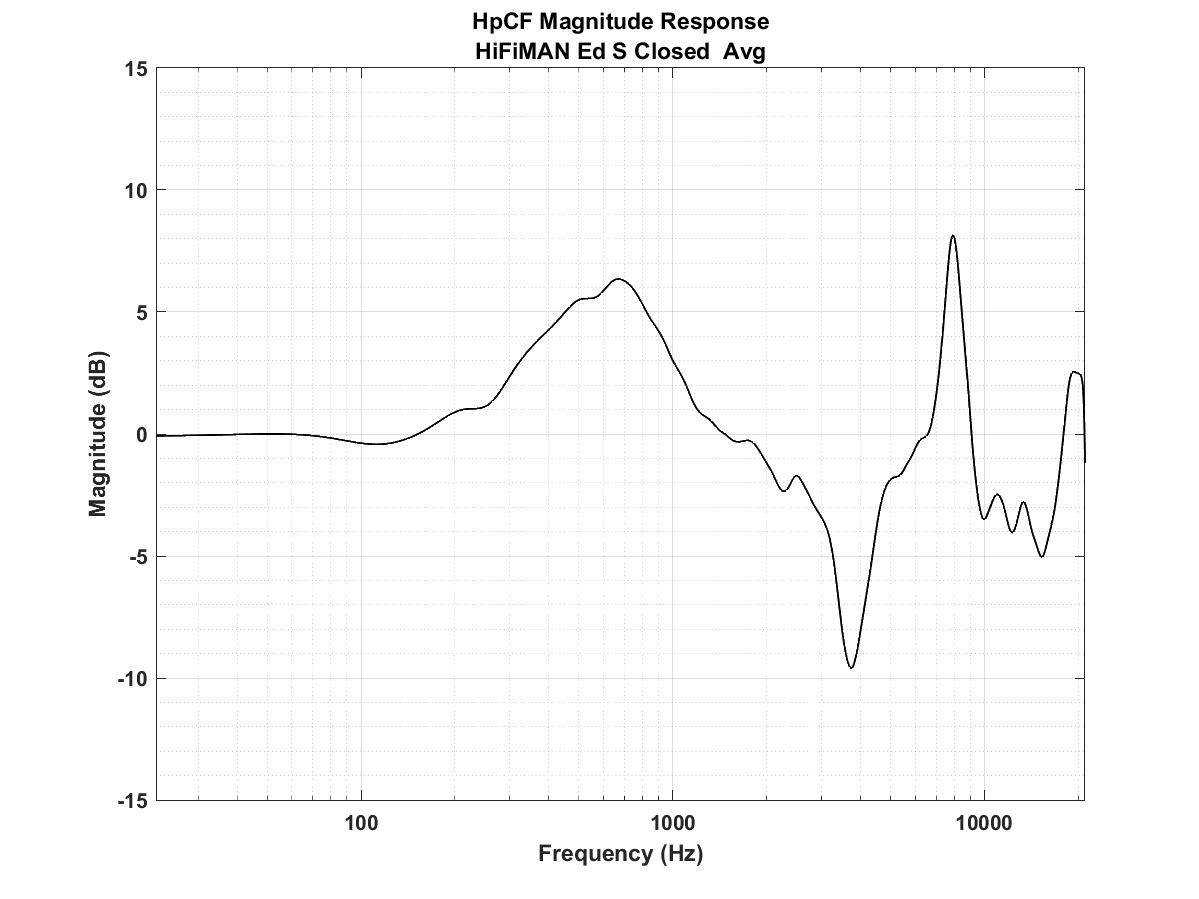 HpCF Magnitude Response
HiFiMAN Ed S Closed  Avg
15
10
5
0
-5
-10
-15
Magnitude (dB)
100
1000
10000
Frequency (Hz)